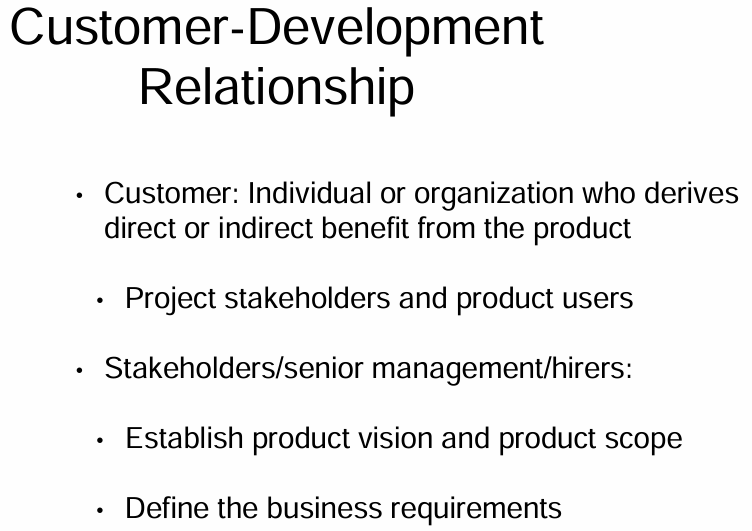 Customer-Development
Relationship
• Customer: Individual or organization who derives
direct or indirect benefit from the product
• Project stakeholders and product users
• Stakeholders/senior management/hirers:
• Establish product vision and product scope
• Define the business requirements